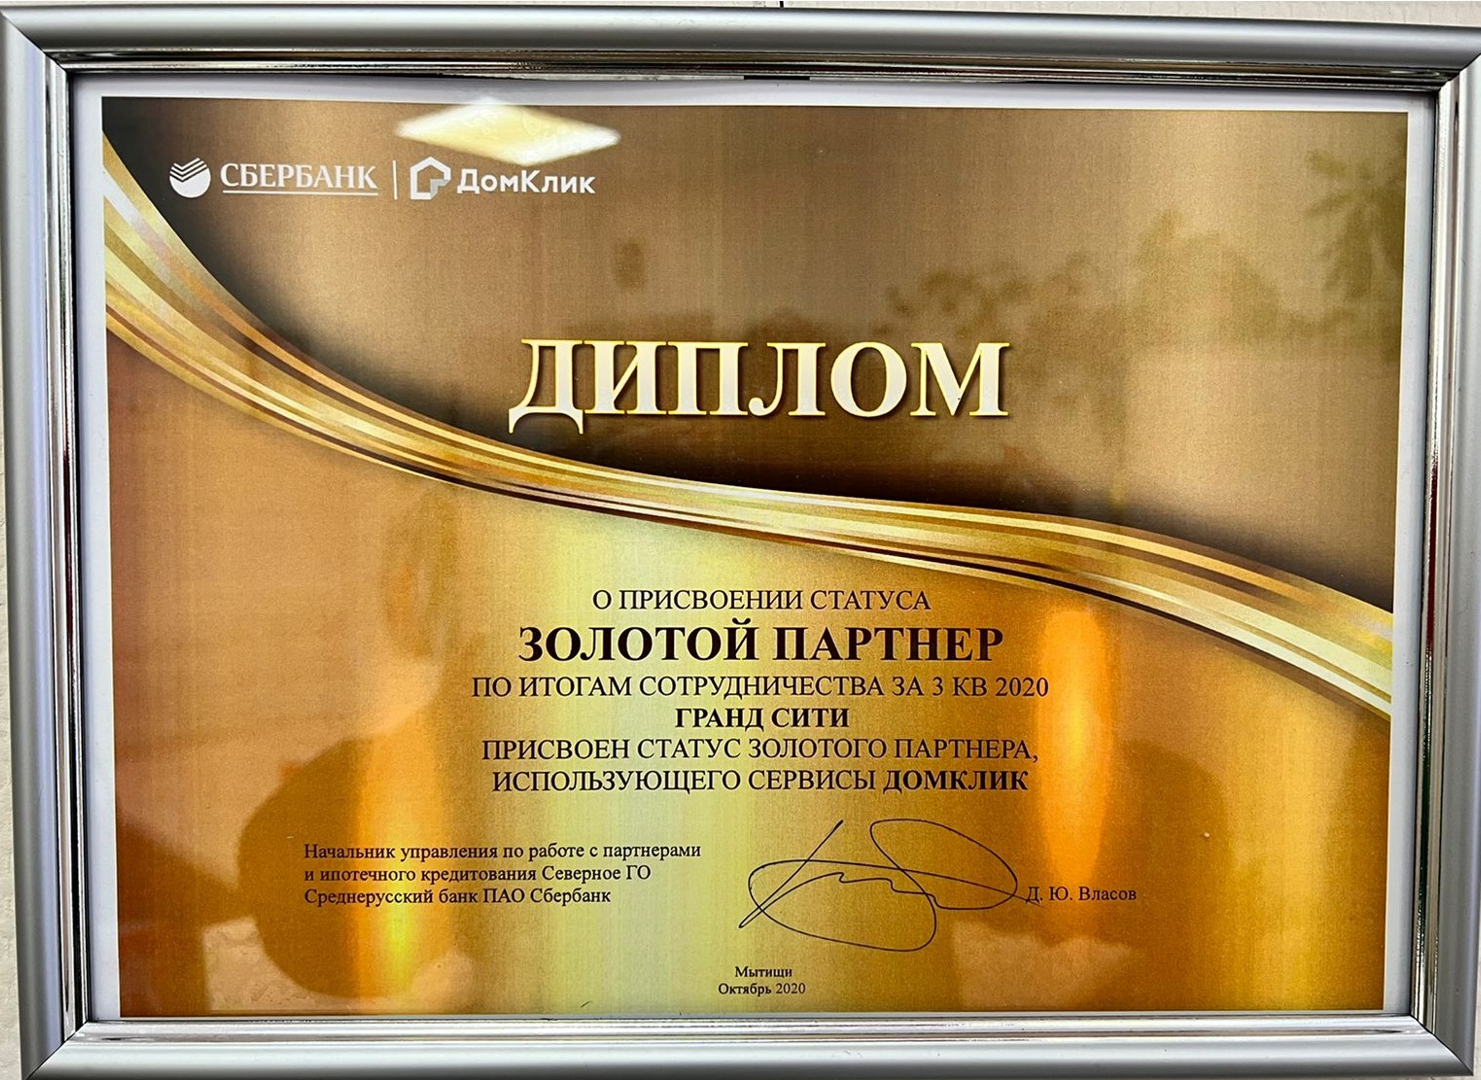 СБЕРБАНК | ДомКлик
ДИПЛОМ
О ПРИСВОЕНИИ СТАТУСА
ЗОЛОТОЙ ПАРТНЕР
ПО ИТОГАМ СОТРУДНИЧЕСТВА ЗА 3 КВ 2020
ГРАНД СИТИ
ПРИСВОЕН СТАТУС ЗОЛОТОГО ПАРТНЕРА,
ИСПОЛЬЗУЮЩЕГО СЕРВИСЫ ДОМКЛИК
Начальник управления по работе с партнерами
и ипотечного кредитования Северное ГО
Среднерусский банк ПАО Сбербанк
Д. Ю. Власов
Мытищи
Октябрь 2020